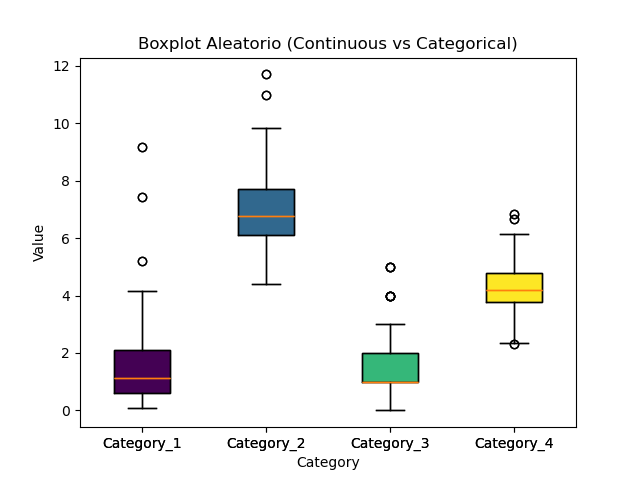 Boxplot Aleatorio (Continuous vs Categorical)
12
10
8
6
4
2
0
Value
Category_1 Category_2 Category_3 Category_4
Category